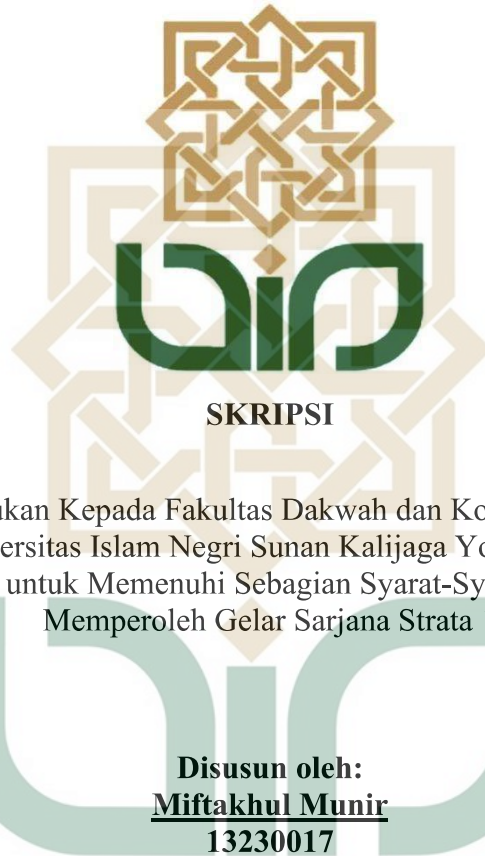 uin
SKRIPSI
akan Kepada Fakultas Dakwah dan Ko
ersitas Islam Negri Sunan Kalijaga Yo
untuk Memenuhi Sebagian Syarat-Sy
Memperoleh Gelar Sarjana Strata
Disusun oleh:
Miftakhul Munir
13230017